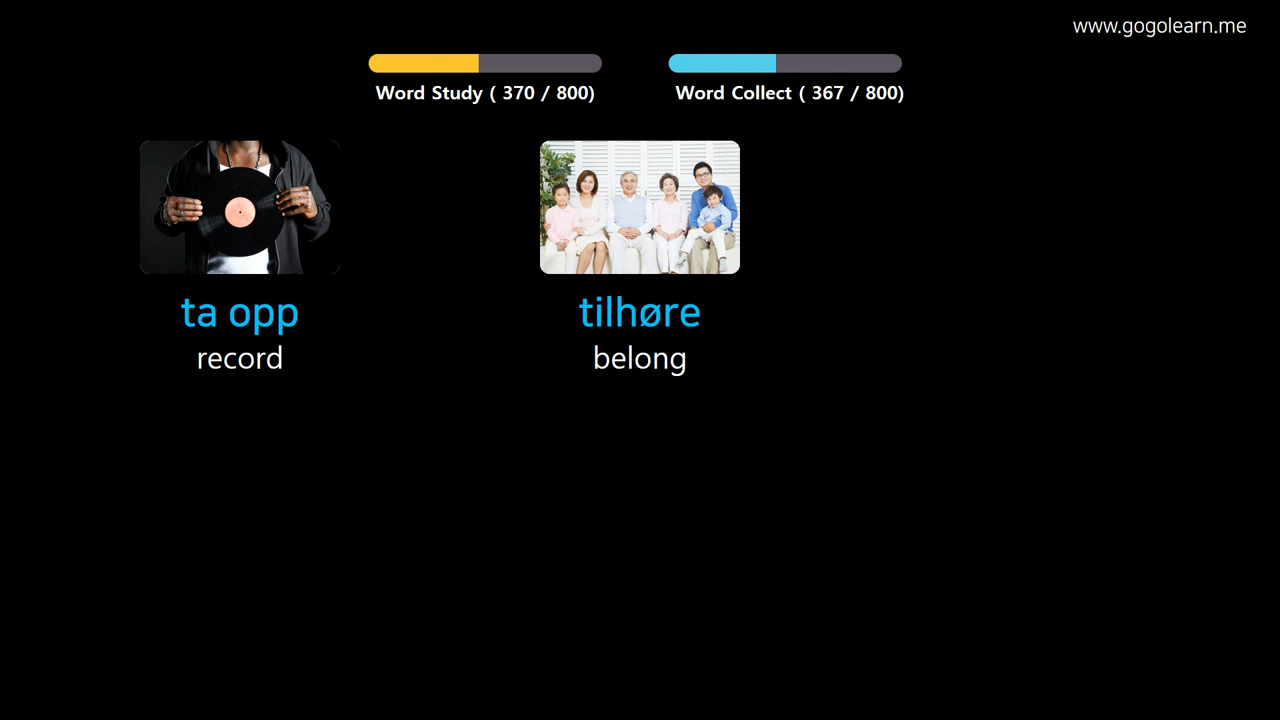 www.gogolearn.me
Word Study ( 370 / 800)
Word Collect ( 367 / 800)
ta opp
record
tilhøre
belong